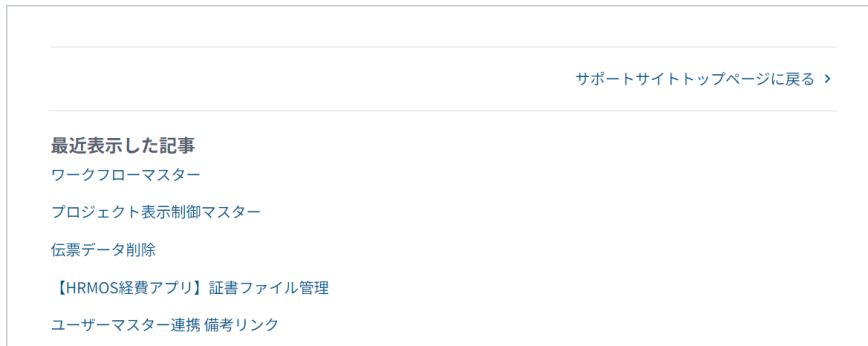 サポートサイトトップページに戻る
最近表示した記事
ワークフローマスター
プロジェクト表示制御マスター
伝票データ削除
【HRMOS経費アプリ】証書ファイル管理
ユーザーマスター連携 備考リンク